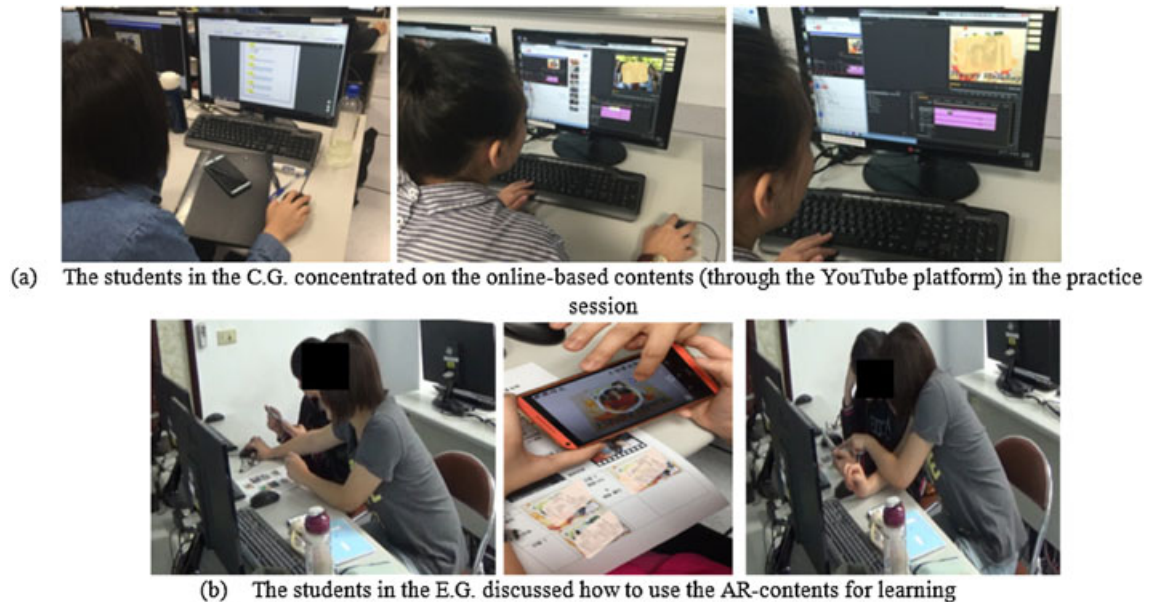 (a) The students in the C.G. concentrated on the online-based contents (through the YouTube platform) in the practice
session
(b) The students in the E.G. discussed how to use the AR-contents for learning